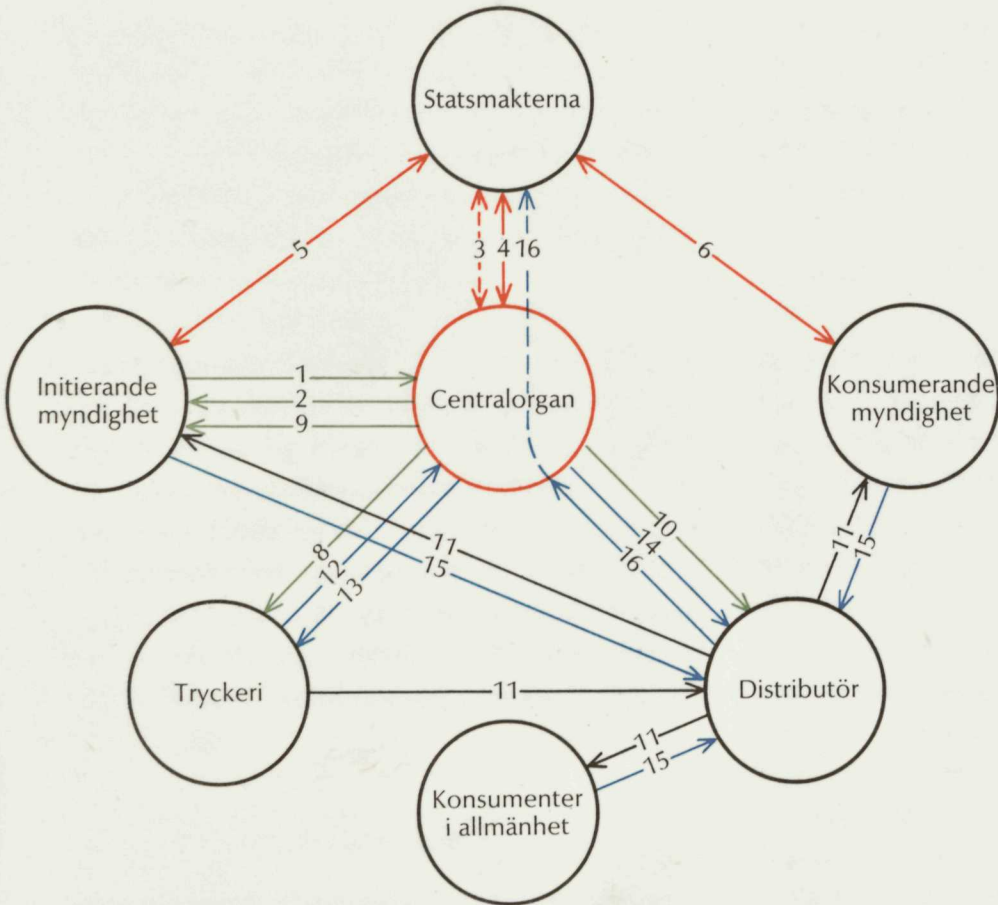 Statsmakterna
5
3 4 16
6
Initierande
myndighet
1
2
9
Centralorgan
Konsumerande
myndighet
8
12
13
11
15
10
14
16
11
15
Tryckeri
11
Distributör
11
15
Konsumenter
i allmänhet